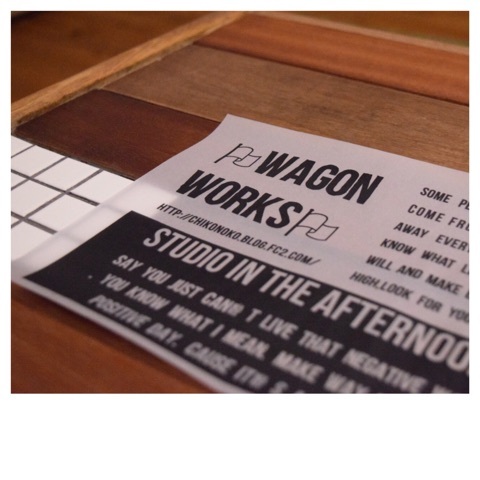 WAGON
WORKS
HTTP://CHIKONOKO.BLOG.FC2.COM/
STUDIO IN THE AFTERNOO
SAY YOU JUST CAN@ T LIVE THAT NEGATIVE
YOU KNOW WHAT I MEAN. MAKE WAY
POSITIVE DAY. CAUSE IT@ S
SOME
COME FR
AWAY EVER
KNOW WHAT
WILL AND MAKE
HIGH.LOOK FOR YO